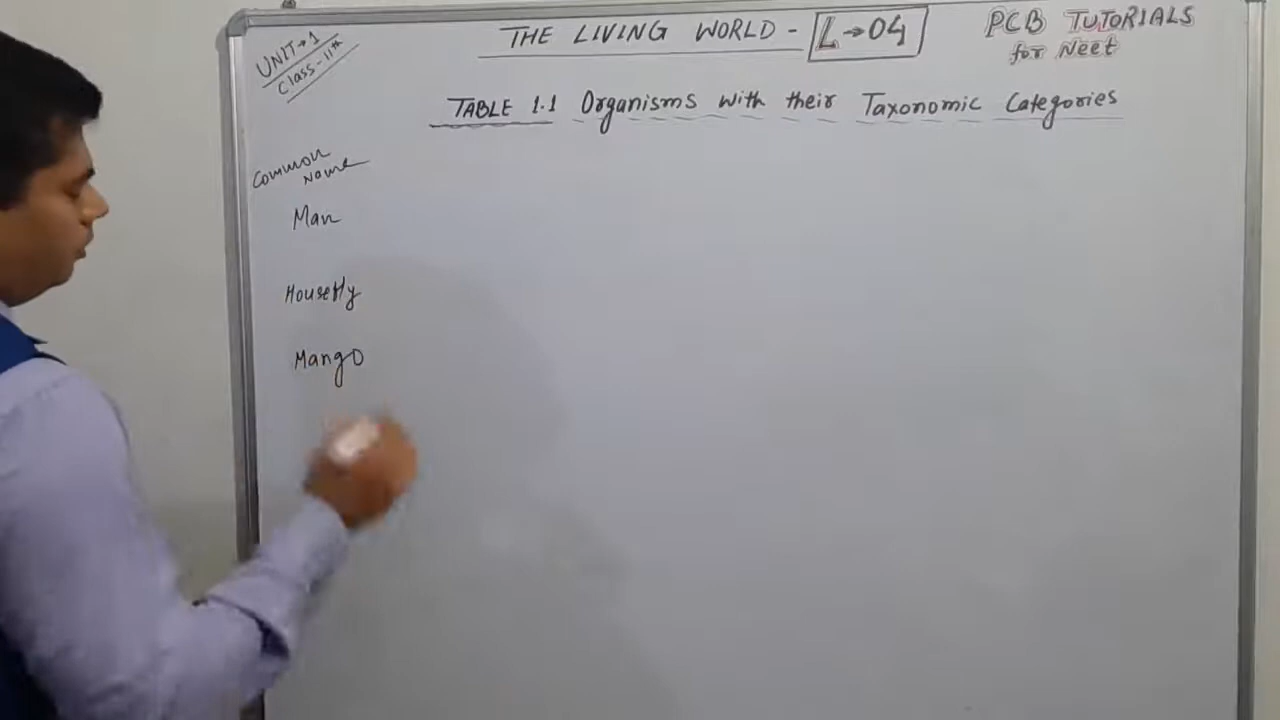 UNIT→1
Class-11th
THE LIVING WORLD - L→04
PCB TUTORIALS
for Neet
TABLE 1.1 Organisms with their Taxonomic Categories
Common
Name
Man
Housefly
Mango